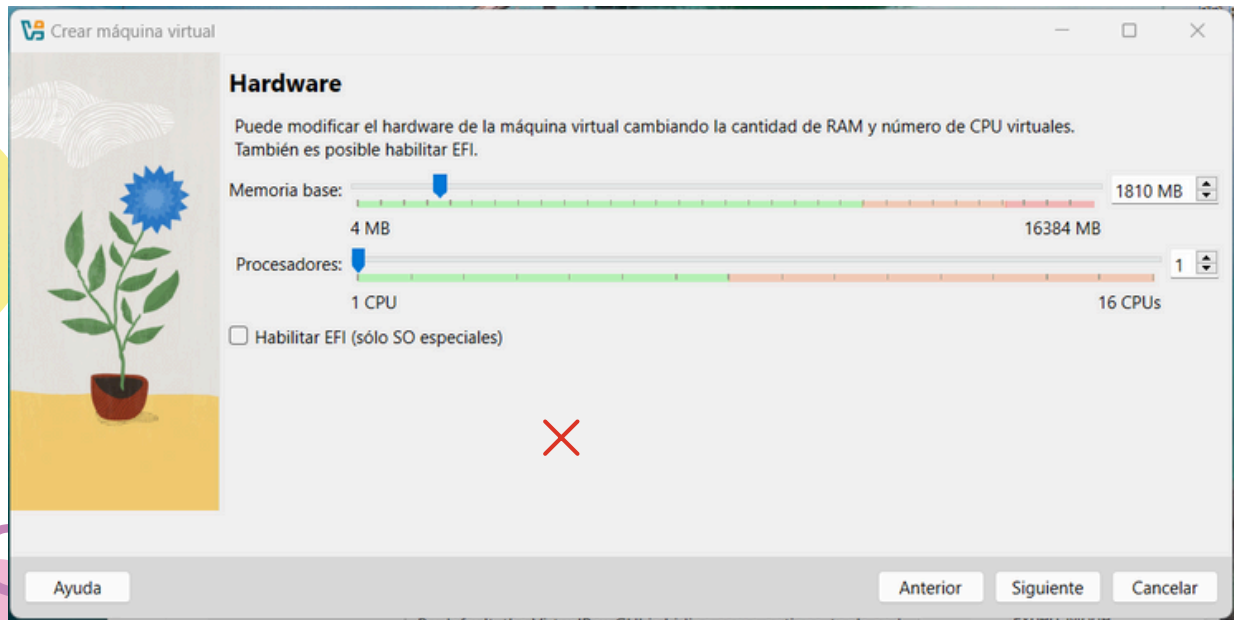 Crear máquina virtual
Hardware
Puede modificar el hardware de la máquina virtual cambiando la cantidad de RAM y número de CPU virtuales.
También es posible habilitar EFI.
Memoria base:
1810 MB
4 MB
16384 MB
Procesadores:
1
1 CPU
16 CPUs
Habilitar EFI (sólo SO especiales)
Ayuda
Anterior
Siguiente
Cancelar